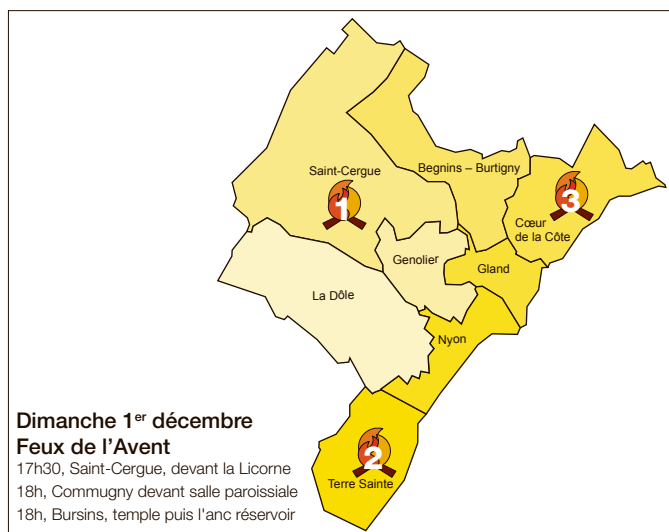 Saint-Cergue
1
Begnins – Burtigny
3
Cœur
de la Côte
Genolier
Gland
La Dôle
Nyon
2
Terre Sainte
Dimanche 1er décembre
Feux de l'Avent
17h30, Saint-Cergue, devant la Licorne
18h, Commugny devant salle paroissiale
18h, Bursins, temple puis l'anc réservoir